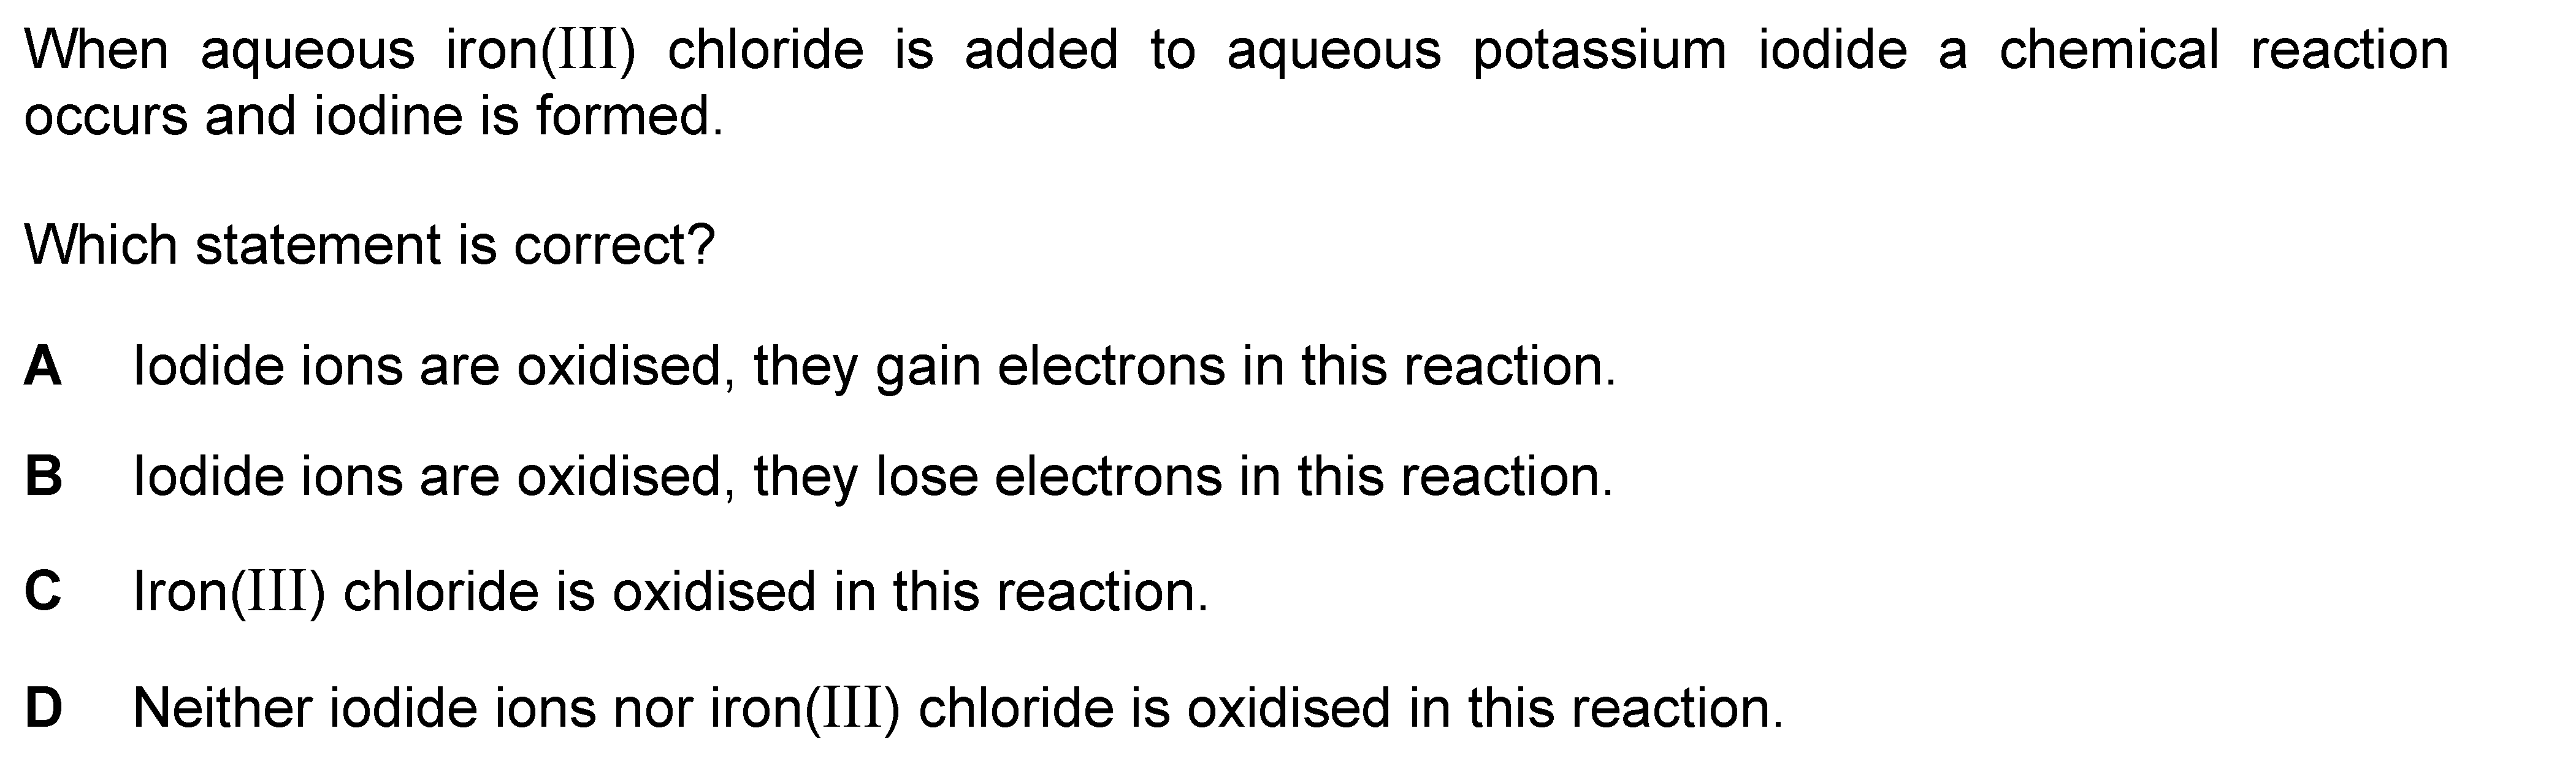 When aqueous iron(III) chloride is added to aqueous potassium iodide a chemical reaction
occurs and iodine is formed.
Which statement is correct?
A Iodide ions are oxidised, they gain electrons in this reaction.
B Iodide ions are oxidised, they lose electrons in this reaction.
C Iron(III) chloride is oxidised in this reaction.
D Neither iodide ions nor iron(III) chloride is oxidised in this reaction.